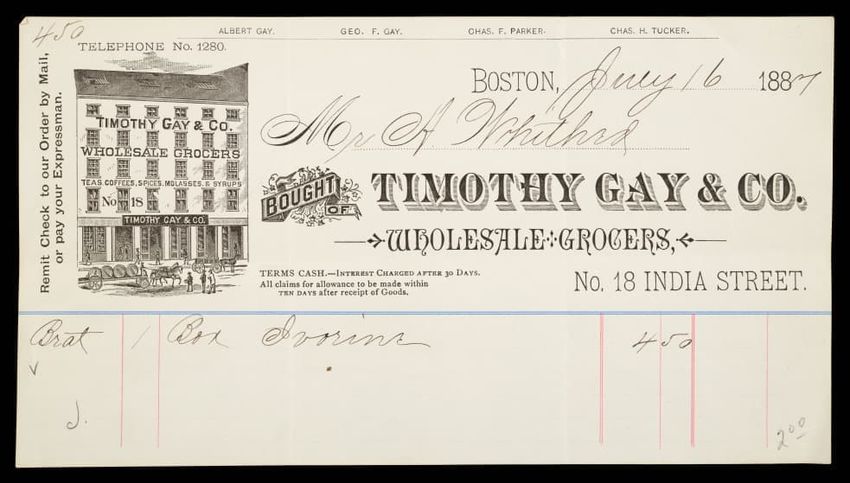 450
ALBERT GAY. GEO. F. GAY. CHAS. F. PARKER. CHAS. H. TUCKER.
TELEPHONE No. 1280.
Remit Check to our Order by Mail,
or pay your Expressman.
TIMOTHY GAY & CO.
WHOLESALE GROCERS
TEAS, COFFEES, SPICES, MOLASSES, & SYRUPS
No 18
TIMOTHY GAY & CO.
BOSTON, July 16 1887
Mr A
BOUGHT OF TIMOTHY GAY & CO.
WHOLESALE GROCERS,
TERMS CASH.—INTEREST CHARGED AFTER 30 DAYS.
All claims for allowance to be made within
TEN DAYS after receipt of Goods.
No. 18 INDIA STREET.
Brat 1 Box Ivorine 450
J.
2.00